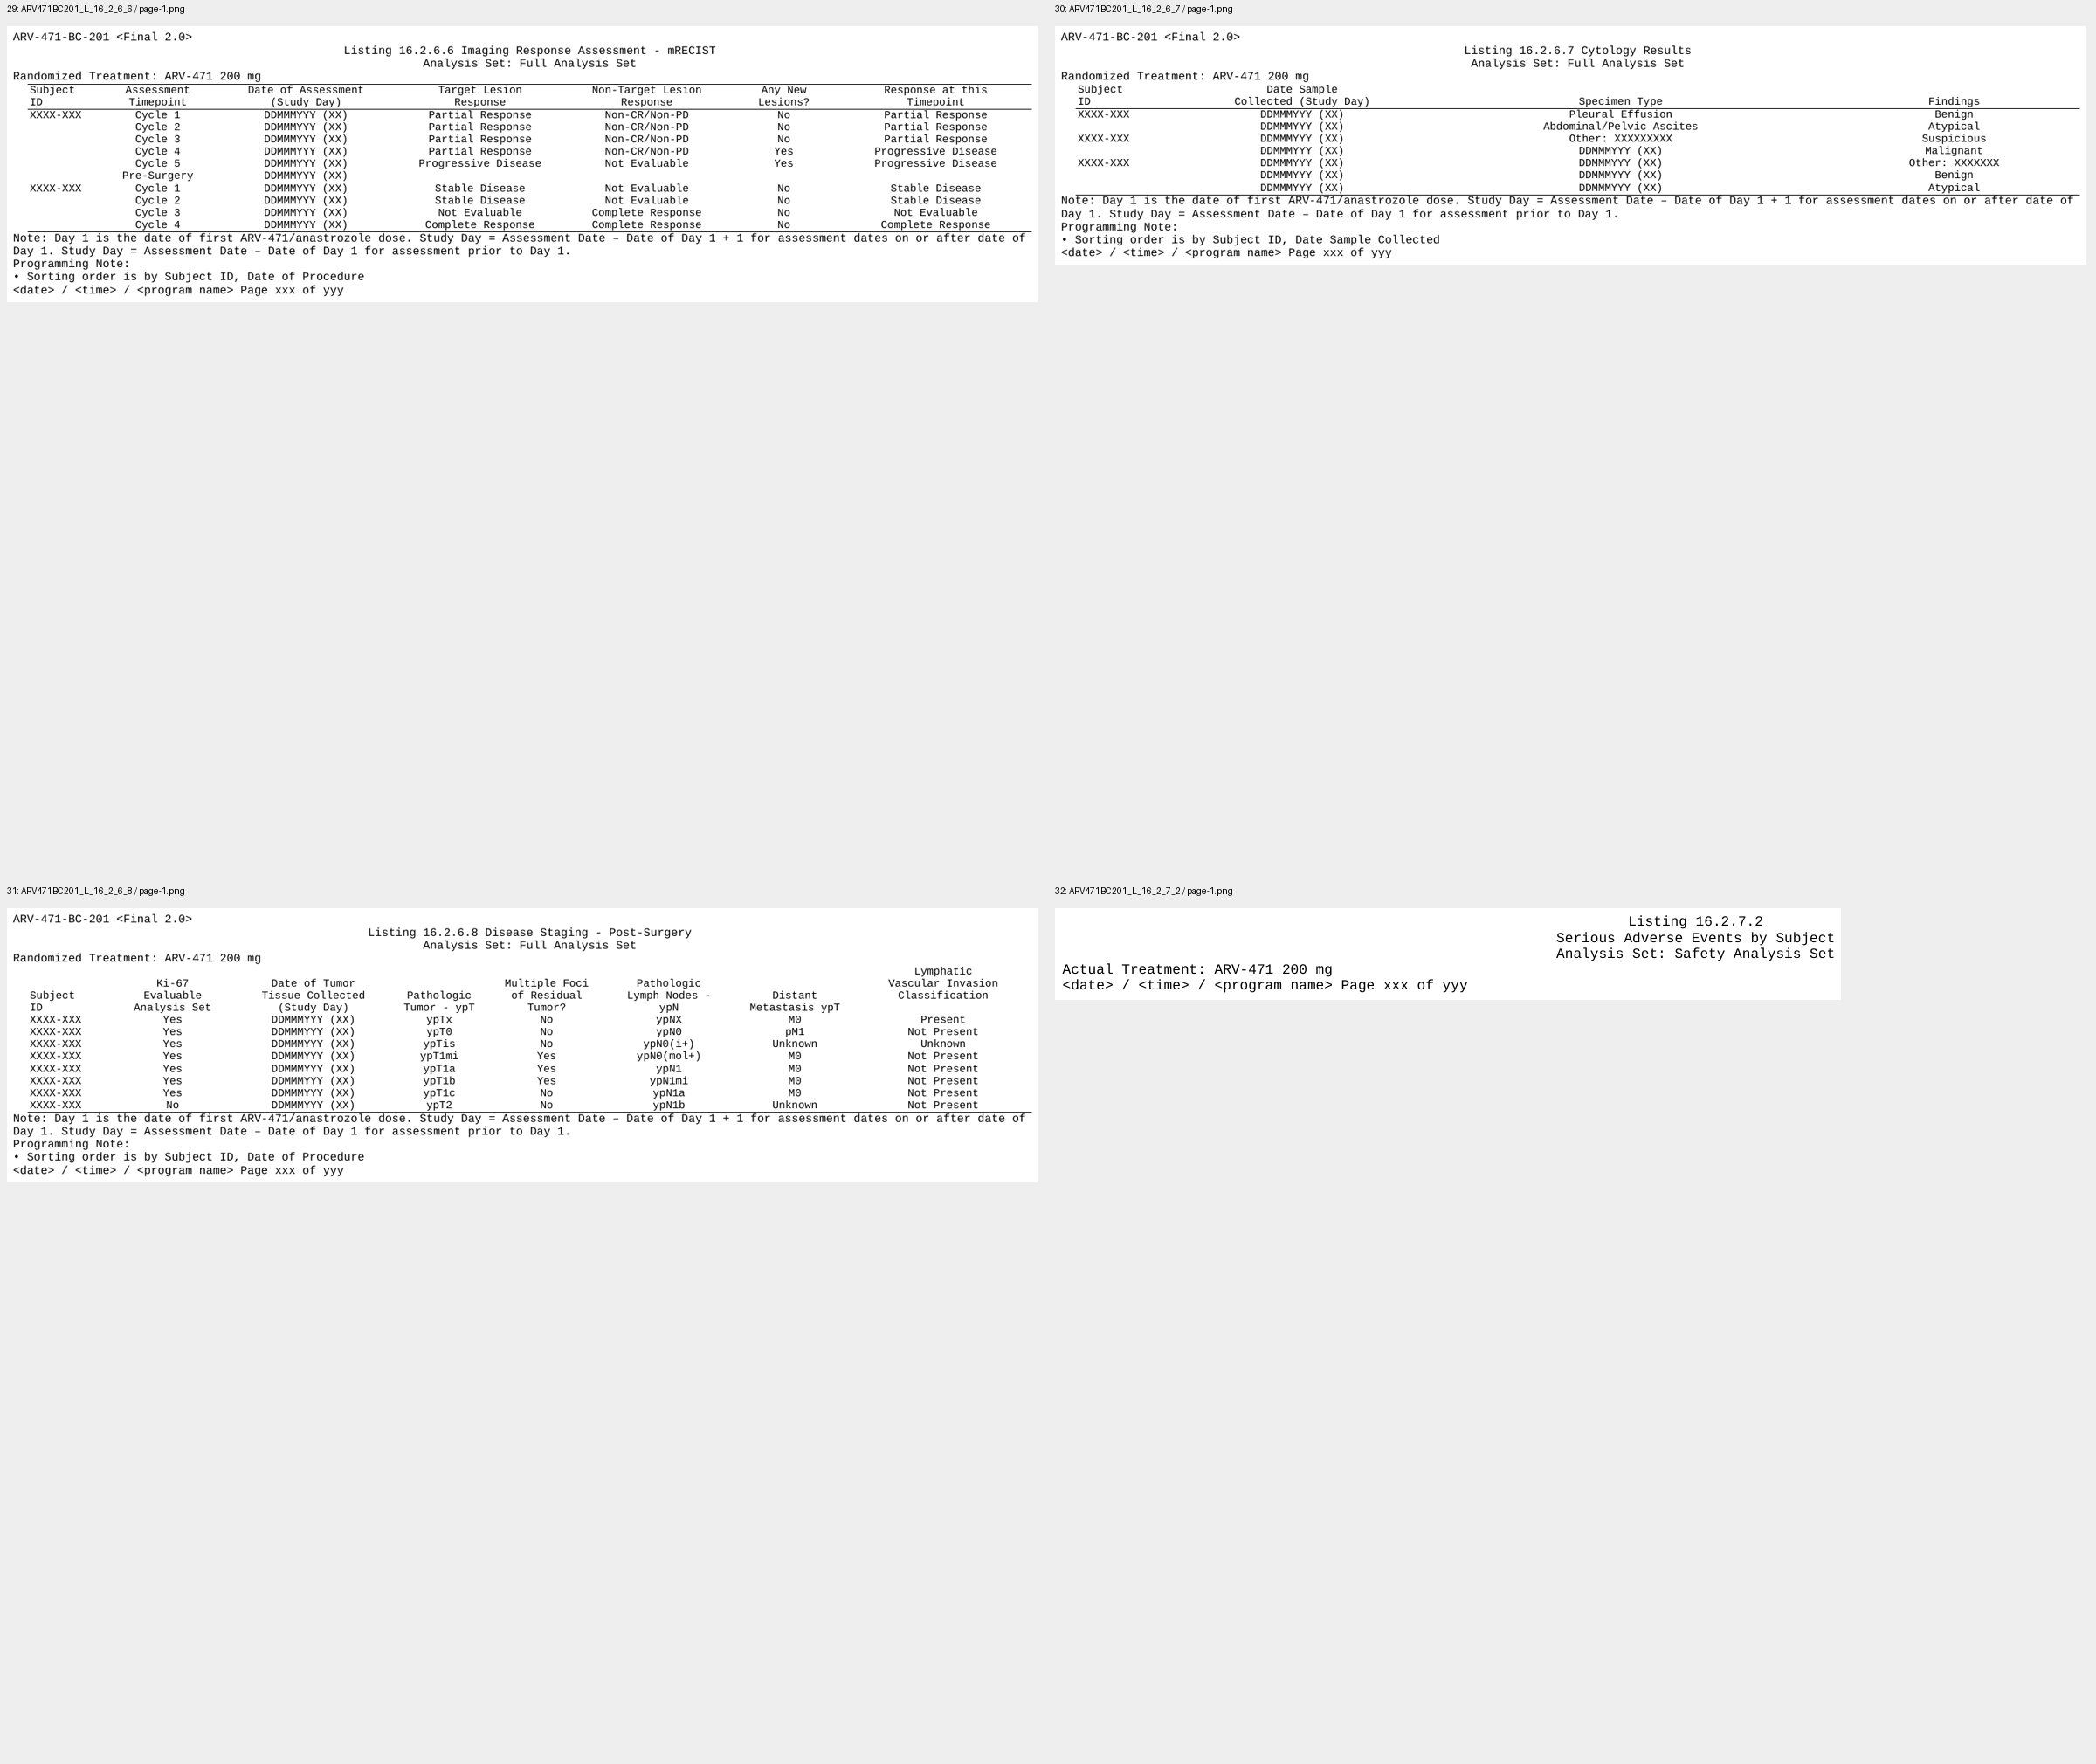 29: ARV471BC201_L_16_2_6_6 / page-1.png
ARV-471-BC-201 <Final 2.0>
Listing 16.2.6.6 Imaging Response Assessment - mRECIST
Analysis Set: Full Analysis Set
Randomized Treatment: ARV-471 200 mg
Subject Assessment Date of Assessment Target Lesion Non-Target Lesion Any New Response at this
ID Timepoint (Study Day) Response Response Lesions? Timepoint
XXXX-XXX Cycle 1 DDMMMYYY (XX) Partial Response Non-CR/Non-PD No Partial Response
Cycle 2 DDMMMYYY (XX) Partial Response Non-CR/Non-PD No Partial Response
Cycle 3 DDMMMYYY (XX) Partial Response Non-CR/Non-PD No Partial Response
Cycle 4 DDMMMYYY (XX) Partial Response Non-CR/Non-PD Yes Progressive Disease
Cycle 5 DDMMMYYY (XX) Progressive Disease Not Evaluable Yes Progressive Disease
Pre-Surgery DDMMMYYY (XX)
XXXX-XXX Cycle 1 DDMMMYYY (XX) Stable Disease Not Evaluable No Stable Disease
Cycle 2 DDMMMYYY (XX) Stable Disease Not Evaluable No Stable Disease
Cycle 3 DDMMMYYY (XX) Not Evaluable Complete Response No Not Evaluable
Cycle 4 DDMMMYYY (XX) Complete Response Complete Response No Complete Response
Note: Day 1 is the date of first ARV-471/anastrozole dose. Study Day = Assessment Date – Date of Day 1 + 1 for assessment dates on or after date of
Day 1. Study Day = Assessment Date – Date of Day 1 for assessment prior to Day 1.
Programming Note:
• Sorting order is by Subject ID, Date of Procedure
<date> / <time> / <program name> Page xxx of yyy
30: ARV471BC201_L_16_2_6_7 / page-1.png
ARV-471-BC-201 <Final 2.0>
Listing 16.2.6.7 Cytology Results
Analysis Set: Full Analysis Set
Randomized Treatment: ARV-471 200 mg
Subject Date Sample
ID Collected (Study Day) Specimen Type Findings
XXXX-XXX DDMMMYYY (XX) Pleural Effusion Benign
DDMMMYYY (XX) Abdominal/Pelvic Ascites Atypical
XXXX-XXX DDMMMYYY (XX) Other: XXXXXXXXX Suspicious
DDMMMYYY (XX) DDMMMYYY (XX) Malignant
XXXX-XXX DDMMMYYY (XX) DDMMMYYY (XX) Other: XXXXXXX
DDMMMYYY (XX) DDMMMYYY (XX) Benign
DDMMMYYY (XX) DDMMMYYY (XX) Atypical
Note: Day 1 is the date of first ARV-471/anastrozole dose. Study Day = Assessment Date – Date of Day 1 + 1 for assessment dates on or after date of
Day 1. Study Day = Assessment Date – Date of Day 1 for assessment prior to Day 1.
Programming Note:
• Sorting order is by Subject ID, Date Sample Collected
<date> / <time> / <program name> Page xxx of yyy
31: ARV471BC201_L_16_2_6_8 / page-1.png
ARV-471-BC-201 <Final 2.0>
Listing 16.2.6.8 Disease Staging - Post-Surgery
Analysis Set: Full Analysis Set
Randomized Treatment: ARV-471 200 mg
Lymphatic
Ki-67 Date of Tumor Multiple Foci Pathologic Vascular Invasion
Subject Evaluable Tissue Collected Pathologic of Residual Lymph Nodes - Distant Classification
ID Analysis Set (Study Day) Tumor - ypT Tumor? ypN Metastasis ypT
XXXX-XXX Yes DDMMMYYY (XX) ypTx No ypNX M0 Present
XXXX-XXX Yes DDMMMYYY (XX) ypT0 No ypN0 pM1 Not Present
XXXX-XXX Yes DDMMMYYY (XX) ypTis No ypN0(i+) Unknown Unknown
XXXX-XXX Yes DDMMMYYY (XX) ypT1mi Yes ypN0(mol+) M0 Not Present
XXXX-XXX Yes DDMMMYYY (XX) ypT1a Yes ypN1 M0 Not Present
XXXX-XXX Yes DDMMMYYY (XX) ypT1b Yes ypN1mi M0 Not Present
XXXX-XXX Yes DDMMMYYY (XX) ypT1c No ypN1a M0 Not Present
XXXX-XXX No DDMMMYYY (XX) ypT2 No ypN1b Unknown Not Present
Note: Day 1 is the date of first ARV-471/anastrozole dose. Study Day = Assessment Date – Date of Day 1 + 1 for assessment dates on or after date of
Day 1. Study Day = Assessment Date – Date of Day 1 for assessment prior to Day 1.
Programming Note:
• Sorting order is by Subject ID, Date of Procedure
<date> / <time> / <program name> Page xxx of yyy
32: ARV471BC201_L_16_2_7_2 / page-1.png
Listing 16.2.7.2
Serious Adverse Events by Subject
Analysis Set: Safety Analysis Set
Actual Treatment: ARV-471 200 mg
<date> / <time> / <program name> Page xxx of yyy